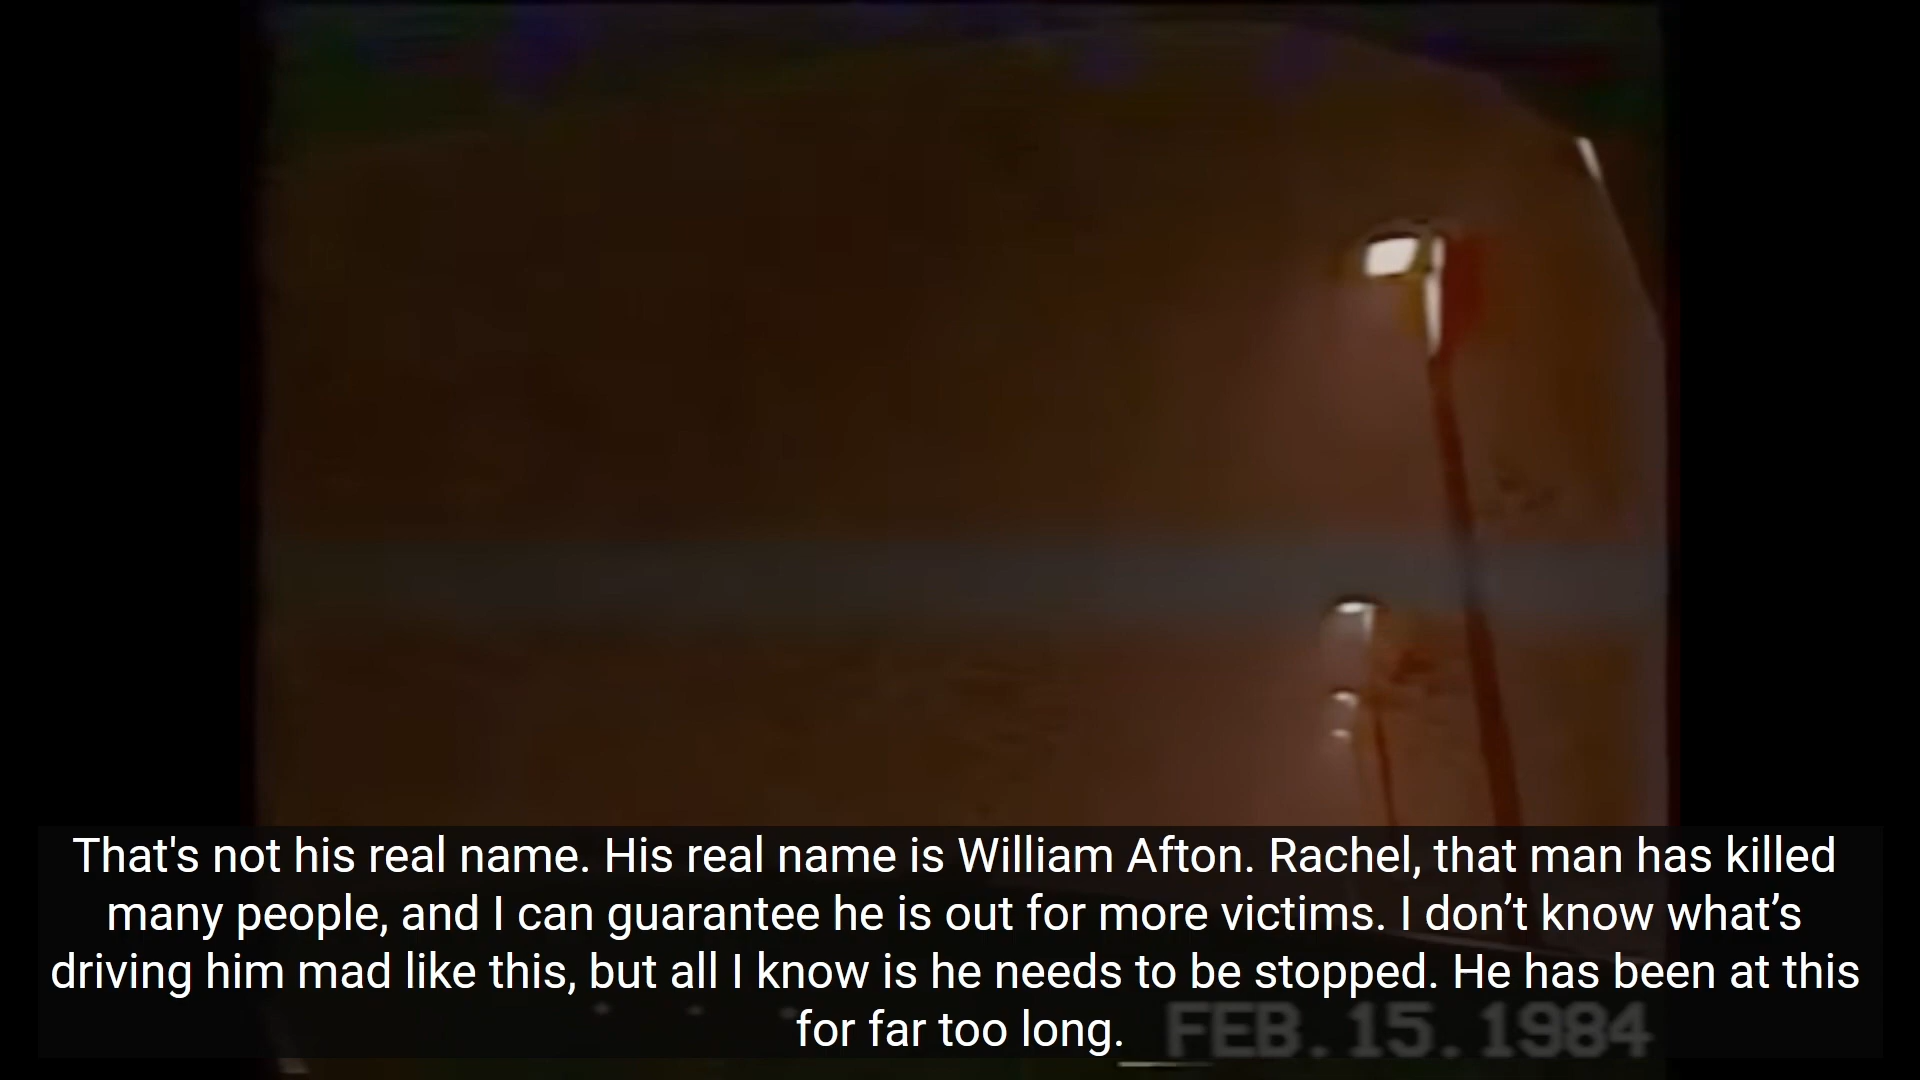 That's not his real name. His real name is William Afton. Rachel, that man has killed
many people, and I can guarantee he is out for more victims. I don’t know what’s
driving him mad like this, but all I know is he needs to be stopped. He has been at this
for far too long.
FEB.15.1984